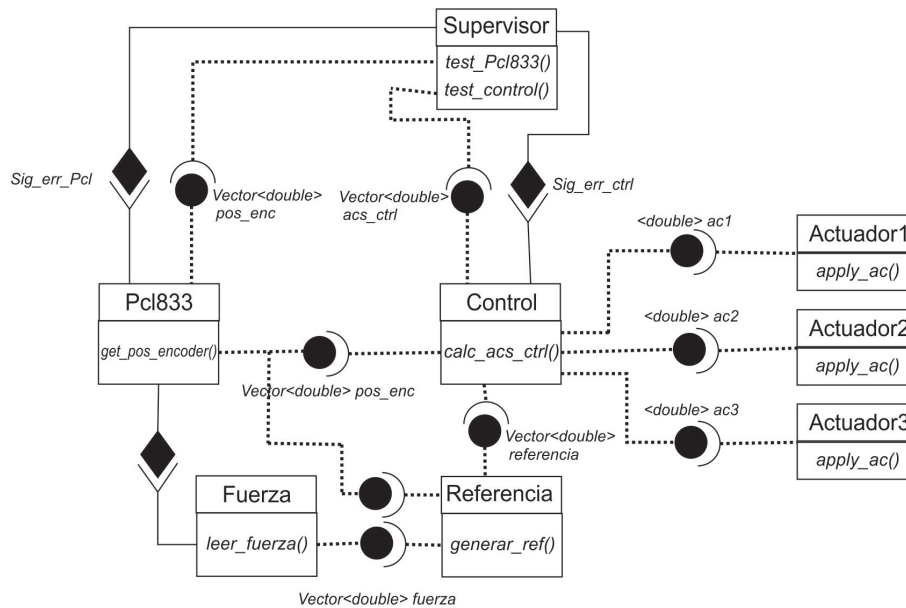 Supervisor
test_Pcl833()
test_control()
Sig_err_Pcl
Vector<double>
pos_enc
Vector<double>
acs_ctrl
Sig_err_ctrl
<double> ac1
Actuador1
apply_ac()
Pcl833
get_pos_encoder()
Control
calc_acs_ctrl()
<double> ac2
Actuador2
apply_ac()
Vector<double> pos_enc
<double> ac3
Actuador3
apply_ac()
Vector<double>
referencia
Fuerza
leer_fuerza()
Referencia
generar_ref()
Vector<double> fuerza